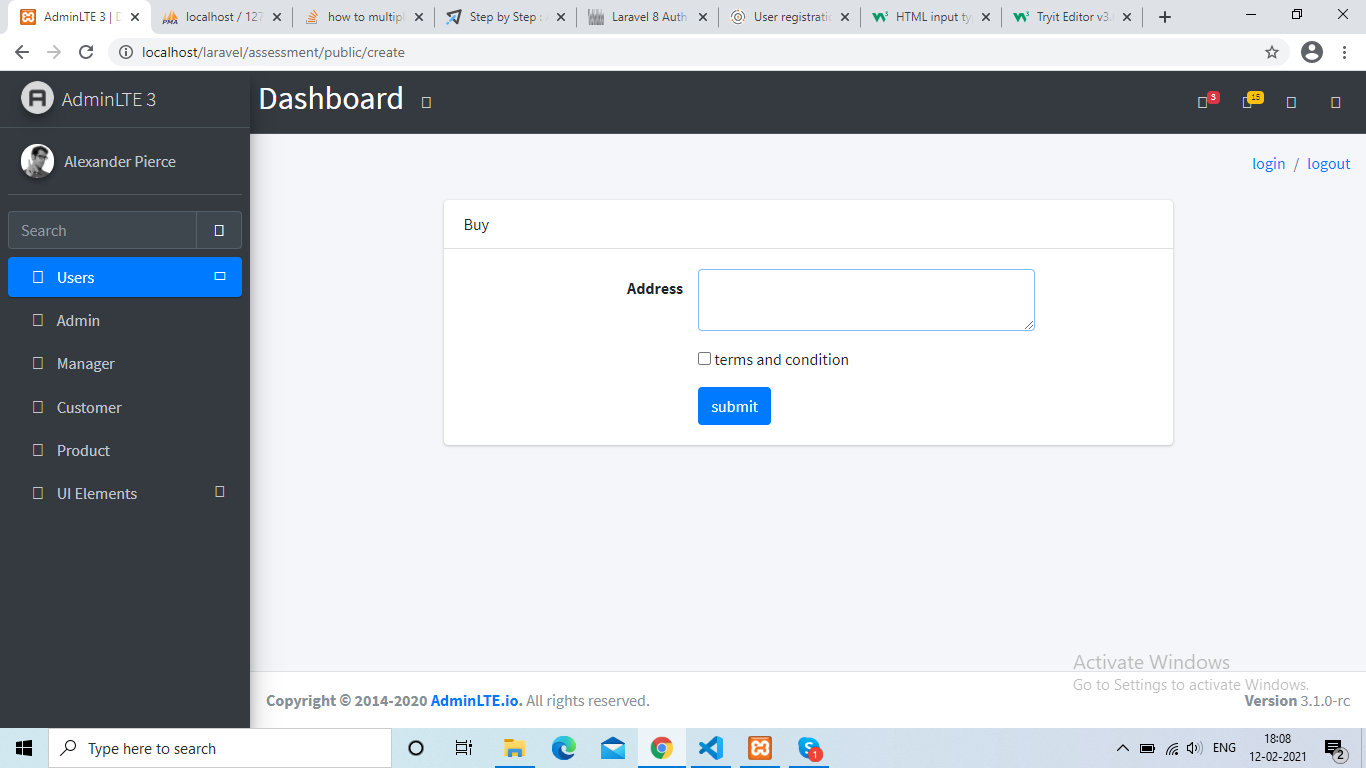 AdminLTE 3 | D
localhost / 127
how to multipl
Step by Step : A
Laravel 8 Auth
User registratio
HTML input typ
Tryit Editor v3.
localhost/laravel/assessment/public/create
AdminLTE 3
Dashboard
3
15
Alexander Pierce
login / logout
Search
Buy
Users
Address
Admin
Manager
terms and condition
Customer
submit
Product
UI Elements
Activate Windows
Go to Settings to activate Windows.
Copyright © 2014-2020 AdminLTE.io. All rights reserved.
Version 3.1.0-rc
Type here to search
1
ENG
18:08
12-02-2021
2